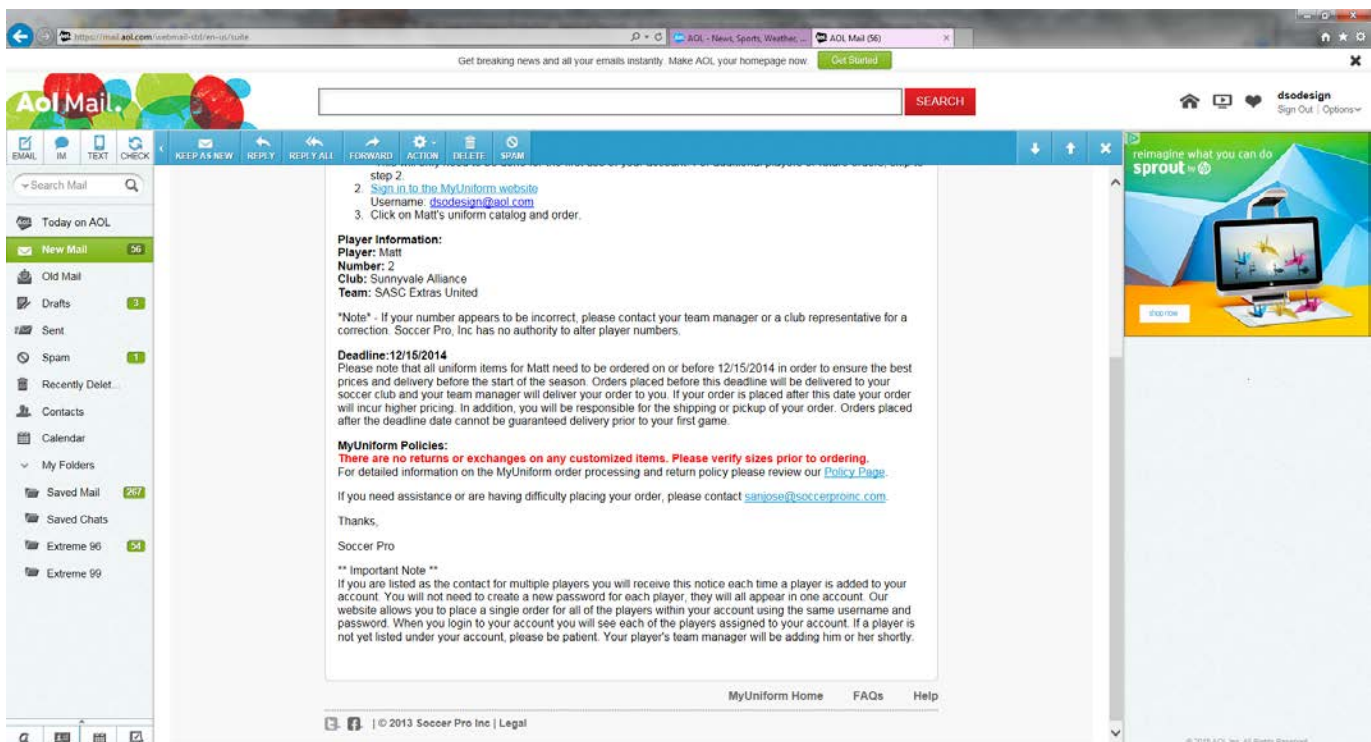 https://mail.aol.com/webmail-std/en-us/suite
AOL - News, Sports, Weather, ...
AOL Mail (56)
Get breaking news and all your emails instantly. Make AOL your homepage now.
Get Started
Aol Mail.
SEARCH
dsodesign
Sign Out | Options
EMAIL IM TEXT CHECK
KEEP AS NEW REPLY REPLY ALL FORWARD ACTION DELETE SPAM
Search Mail
Today on AOL
New Mail 56
Old Mail
Drafts 3
Sent
Spam 1
Recently Delet...
Contacts
Calendar
My Folders
Saved Mail 267
Saved Chats
Extreme 96 54
Extreme 99
step 2.
2. Sign in to the MyUniform website
Username: dsodesign@aol.com
3. Click on Matt's uniform catalog and order.
Player Information:
Player: Matt
Number: 2
Club: Sunnyvale Alliance
Team: SASC Extras United
*Note* - If your number appears to be incorrect, please contact your team manager or a club representative for a
correction. Soccer Pro, Inc has no authority to alter player numbers.
Deadline:12/15/2014
Please note that all uniform items for Matt need to be ordered on or before 12/15/2014 in order to ensure the best
prices and delivery before the start of the season. Orders placed before this deadline will be delivered to your
soccer club and your team manager will deliver your order to you. If your order is placed after this date your order
will incur higher pricing. In addition, you will be responsible for the shipping or pickup of your order. Orders placed
after the deadline date cannot be guaranteed delivery prior to your first game.
MyUniform Policies:
There are no returns or exchanges on any customized items. Please verify sizes prior to ordering.
For detailed information on the MyUniform order processing and return policy please review our Policy Page.
If you need assistance or are having difficulty placing your order, please contact sanjose@soccerproinc.com.
Thanks,
Soccer Pro
** Important Note **
If you are listed as the contact for multiple players you will receive this notice each time a player is added to your
account. You will not need to create a new password for each player, they will all appear in one account. Our
website allows you to place a single order for all of the players within your account using the same username and
password. When you login to your account you will see each of the players assigned to your account. If a player is
not yet listed under your account, please be patient. Your player's team manager will be adding him or her shortly.
MyUniform Home FAQs Help
| © 2013 Soccer Pro Inc | Legal
reimagine what you can do
sprout by hp
shop now